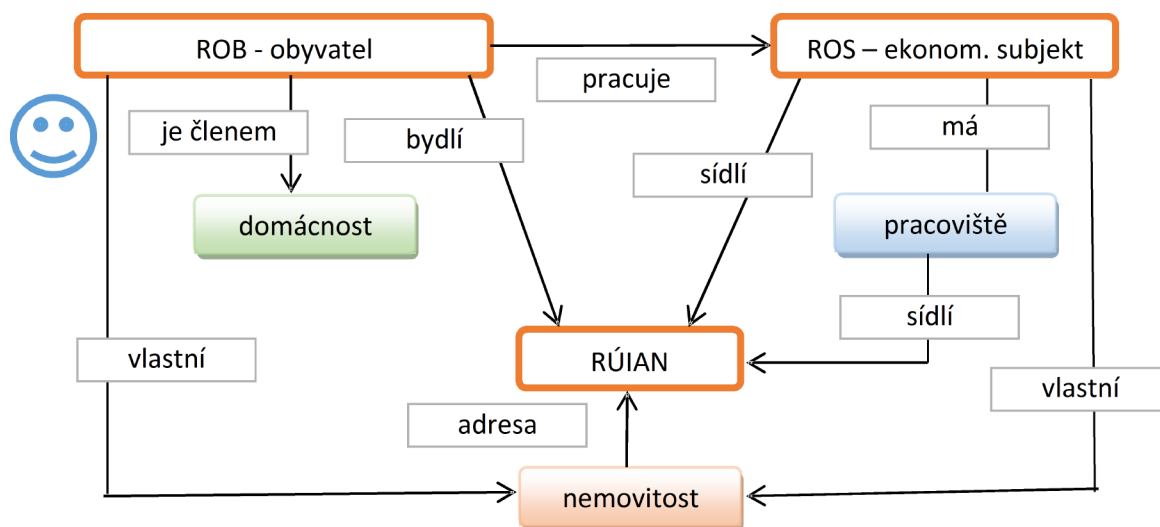 ROB - obyvatel
ROS – ekonom. subjekt
pracuje
je členem
bydlí
má
sídlí
domácnost
pracoviště
sídlí
vlastní
RÚIAN
vlastní
adresa
nemovitost